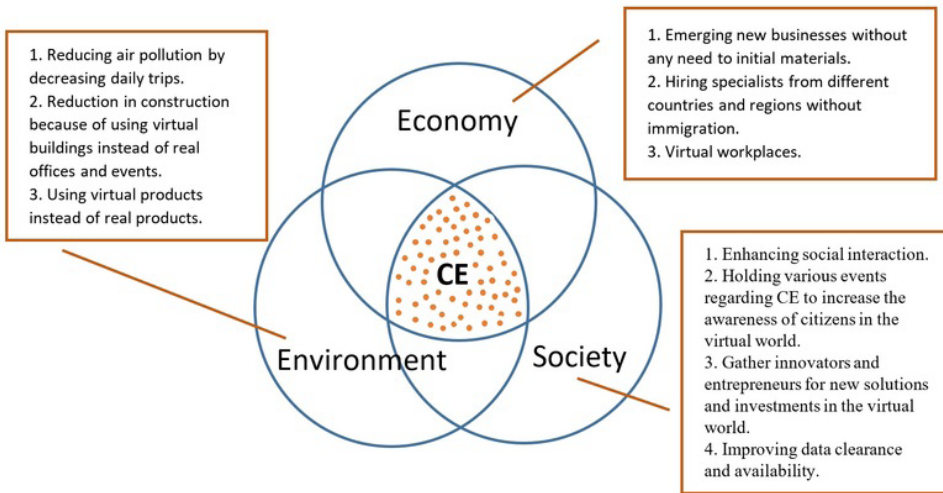 1. Reducing air pollution by
decreasing daily trips.
2. Reduction in construction
because of using virtual
buildings instead of real
offices and events.
3. Using virtual products
instead of real products.
1. Emerging new businesses without
any need to initial materials.
2. Hiring specialists from different
countries and regions without
immigration.
3. Virtual workplaces.
Economy
CE
Environment
Society
1. Enhancing social interaction.
2. Holding various events
regarding CE to increase the
awareness of citizens in the
virtual world.
3. Gather innovators and
entrepreneurs for new solutions
and investments in the virtual
world.
4. Improving data clearance
and availability.